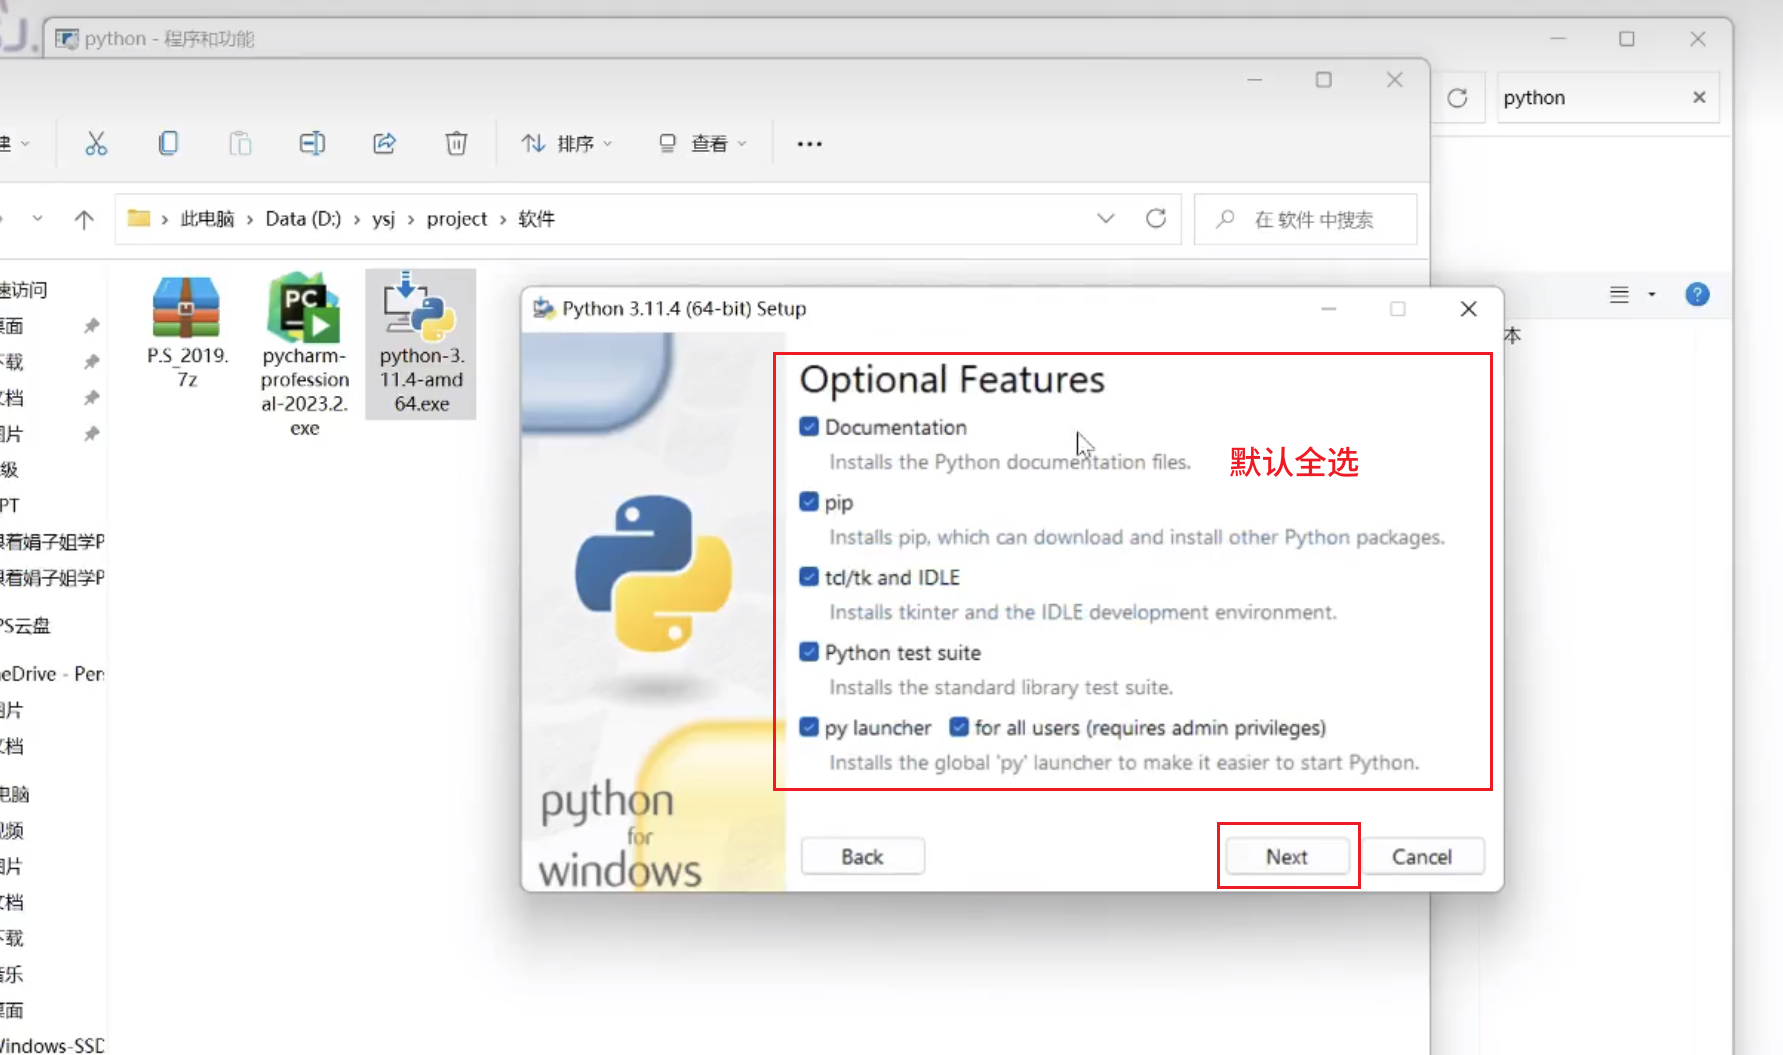 python - 程序和功能
python
建
排序
查看
此电脑 > Data (D:) > ysj > project > 软件
在 软件 中搜索
速访问
桌面
下载
文档
图片
级
PT
跟着娟子姐学P
跟着娟子姐学P
PS云盘
neDrive - Pers
图片
文档
电脑
视频
图片
文档
下载
音乐
桌面
Windows-SSD
P.S_2019.
7z
pycharm-
profession
al-2023.2.
exe
python-3.
11.4-amd
64.exe
本
Python 3.11.4 (64-bit) Setup
Optional Features
Documentation
Installs the Python documentation files.
默认全选
pip
Installs pip, which can download and install other Python packages.
tcl/tk and IDLE
Installs tkinter and the IDLE development environment.
Python test suite
Installs the standard library test suite.
py launcher for all users (requires admin privileges)
Installs the global 'py' launcher to make it easier to start Python.
python
for
windows
Back
Next
Cancel